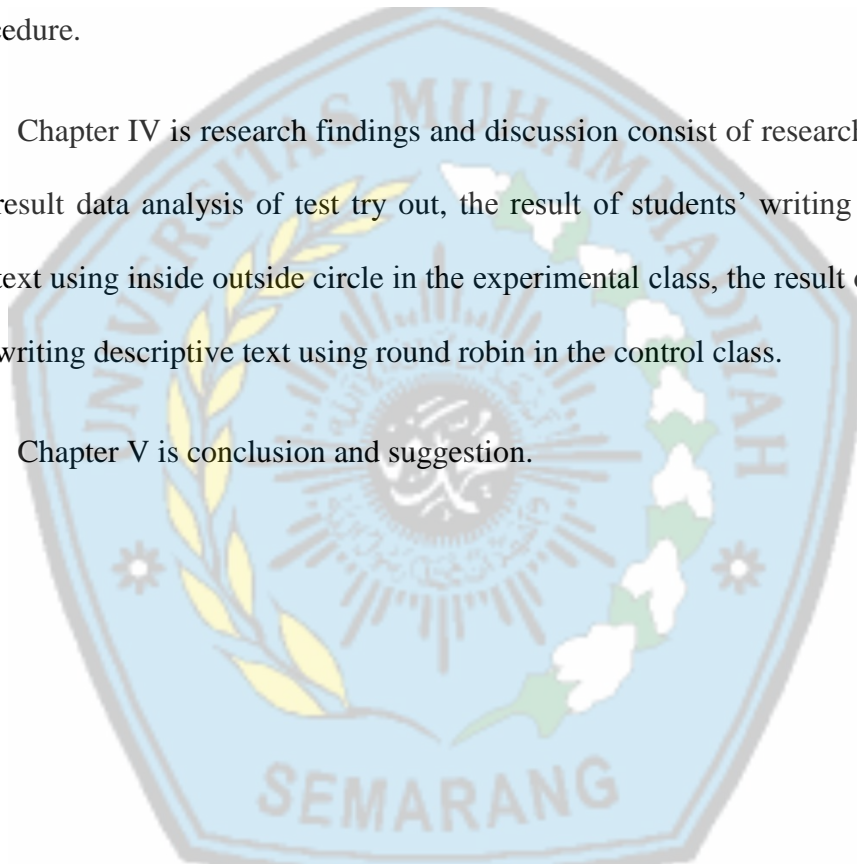 cedure.
Chapter IV is research findings and discussion consist of research
result data analysis of test try out, the result of students’ writing
text using inside outside circle in the experimental class, the result
writing descriptive text using round robin in the control class.
Chapter V is conclusion and suggestion.
UNIVERSITAS MUHAMMADIYAH
SEMARANG